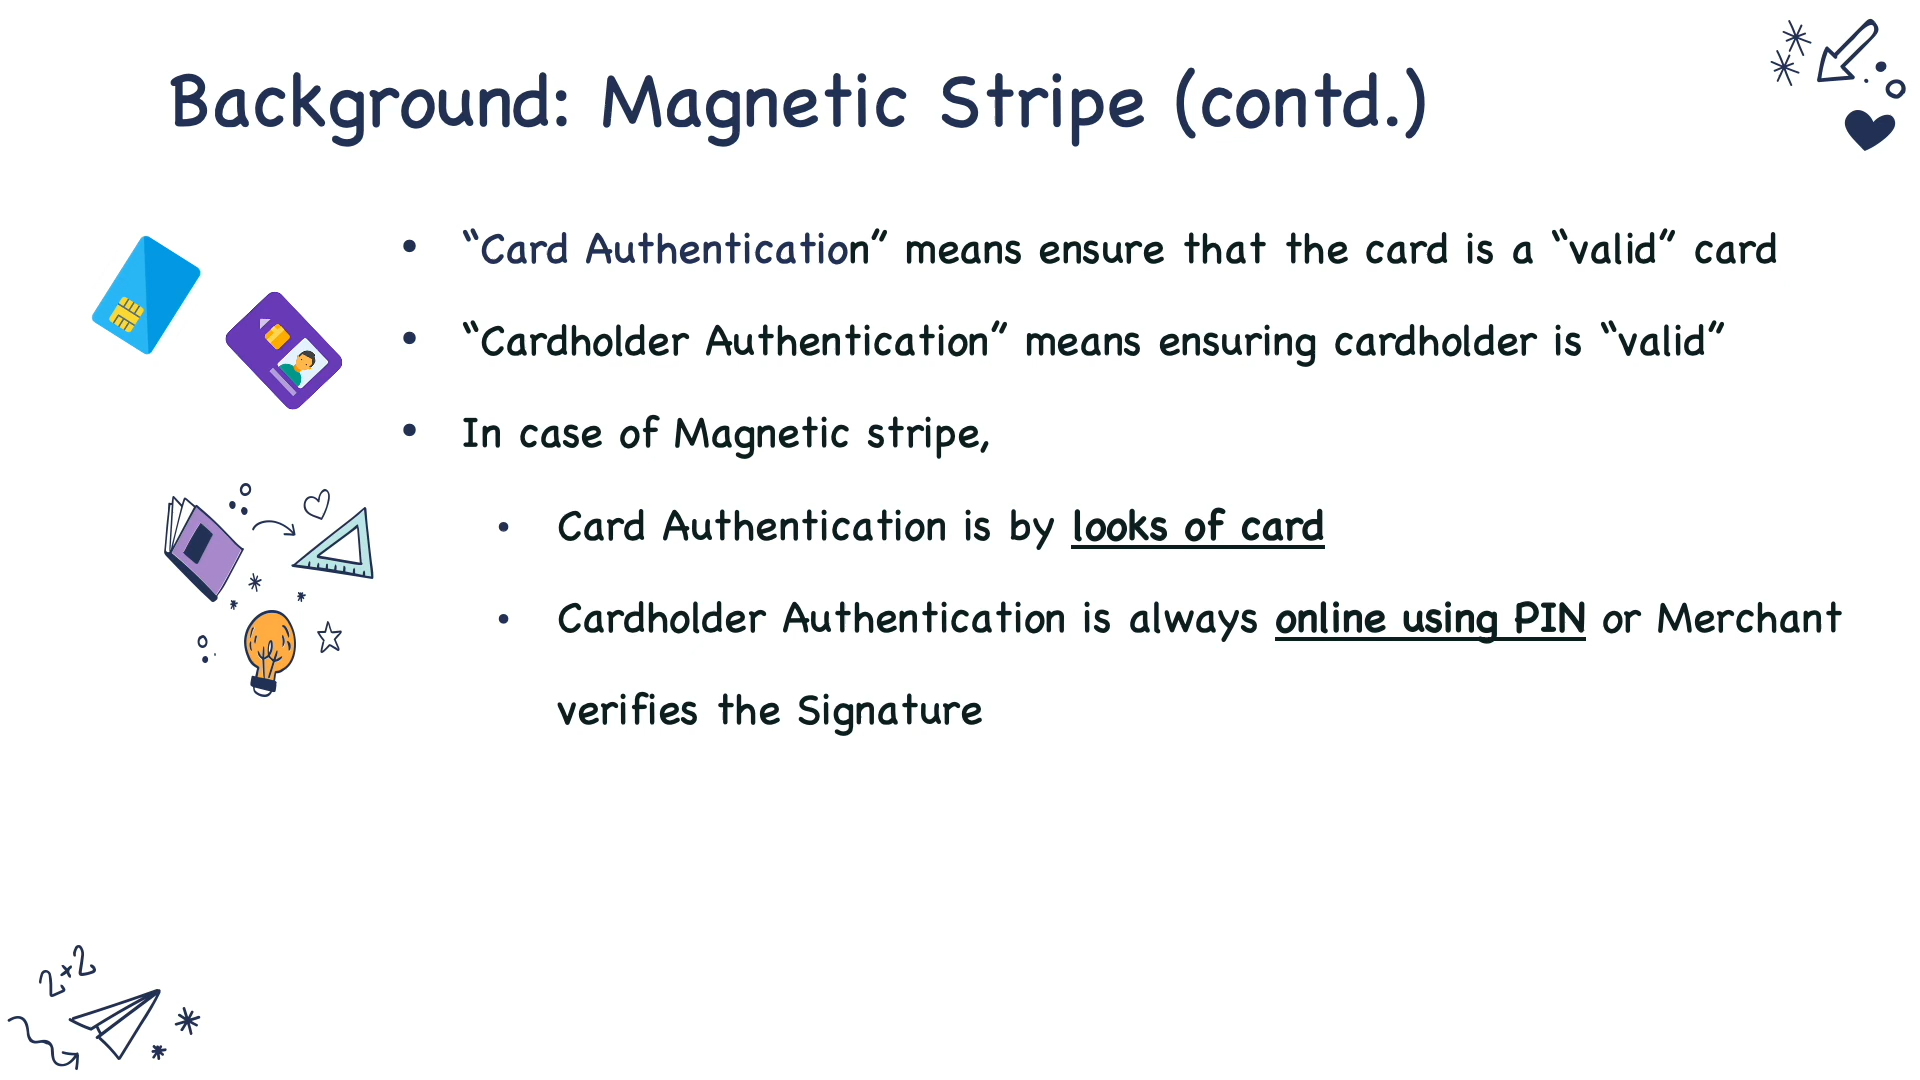 Background: Magnetic Stripe (contd.)
• “Card Authentication” means ensure that the card is a “valid” card
• “Cardholder Authentication” means ensuring cardholder is “valid”
• In case of Magnetic stripe,
• Card Authentication is by looks of card
• Cardholder Authentication is always online using PIN or Merchant
verifies the Signature
2×2